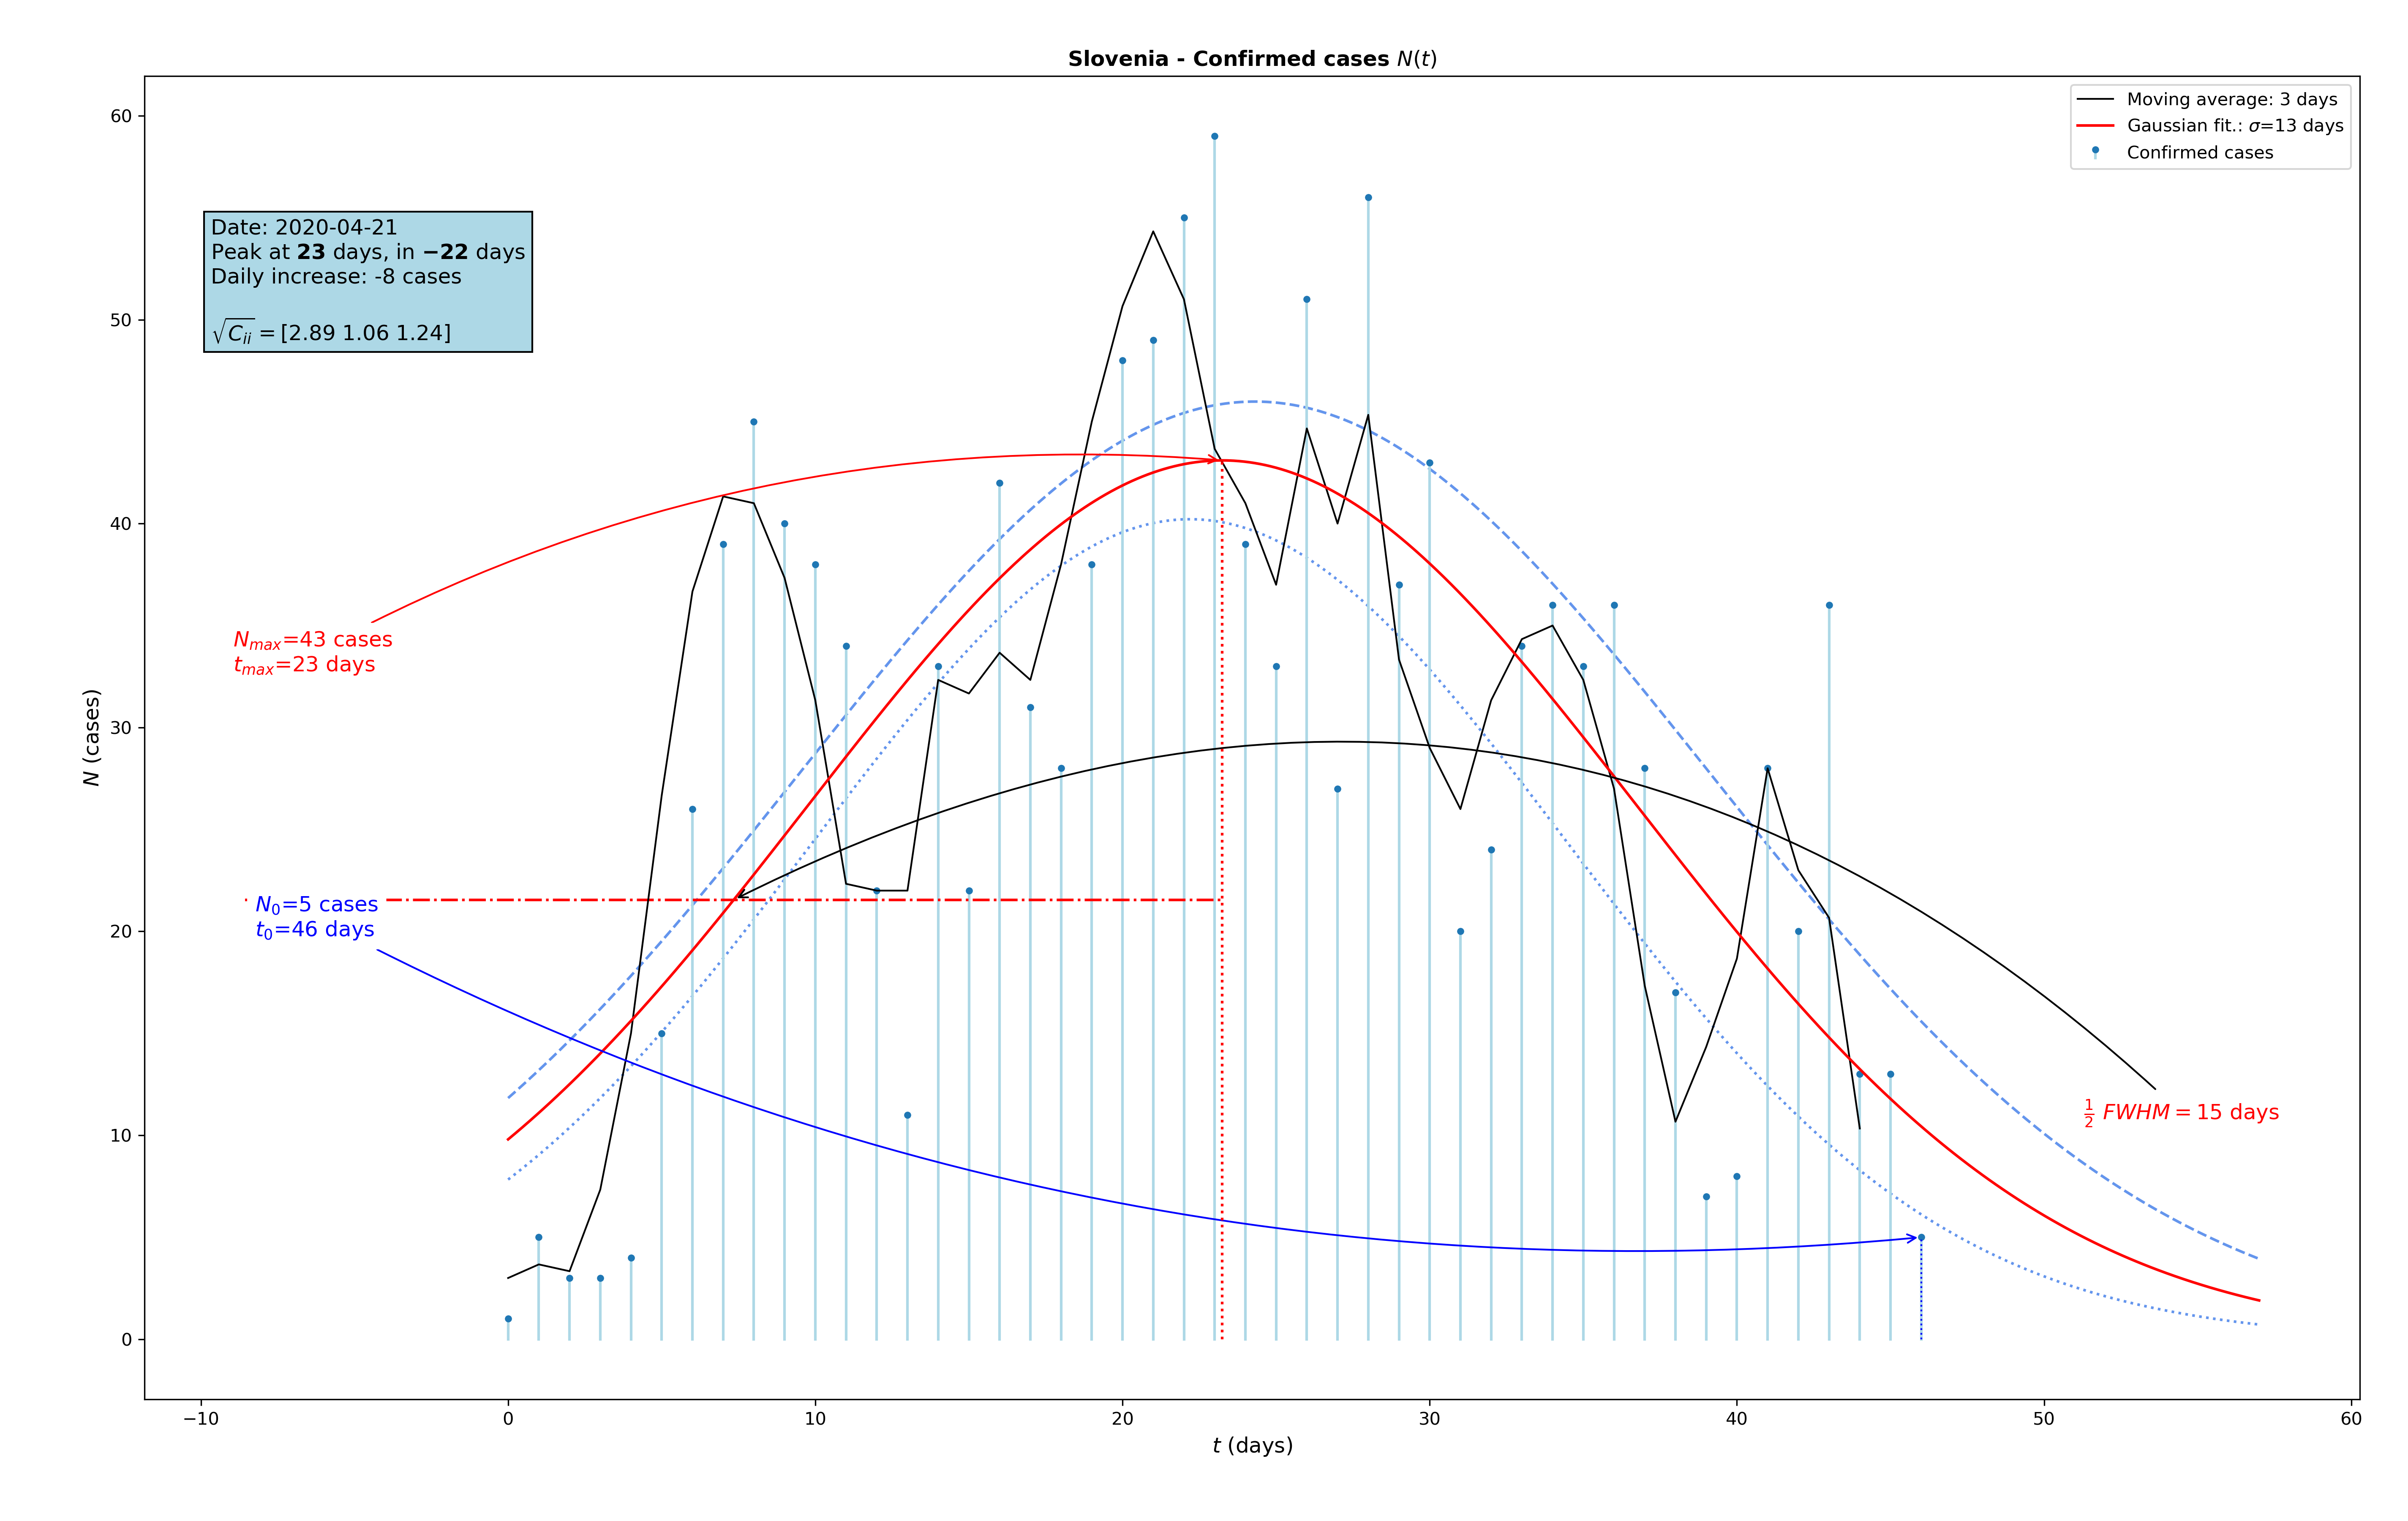 Slovenia - Confirmed cases N(t)
Moving average: 3 days
Gaussian fit.: σ=13 days
Confirmed cases
Date: 2020-04-21
Peak at 23 days, in −22 days
Daily increase: -8 cases
√Cᵢᵢ = [2.89 1.06 1.24]
N_max=43 cases
t_max=23 days
N₀=5 cases
t₀=46 days
½ FWHM = 15 days
N (cases)
60
50
40
30
20
10
0
−10 0 10 20 30 40 50 60
t (days)